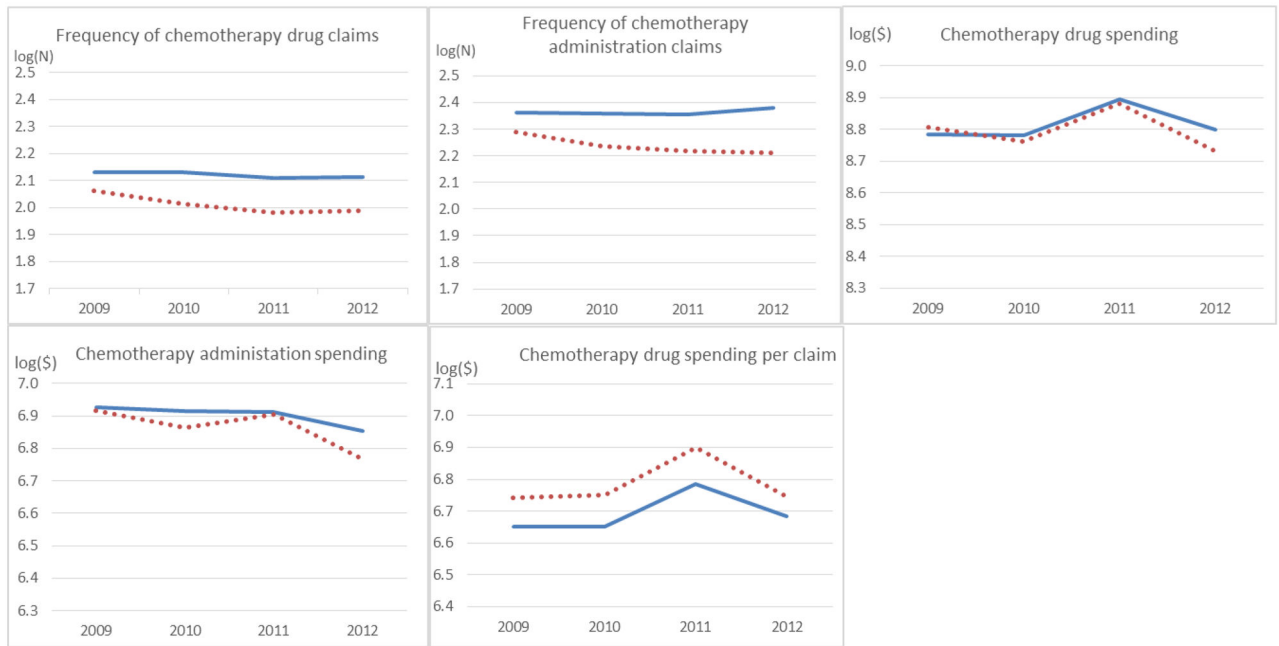 Frequency of chemotherapy drug claims
log(N)
2.5
2.4
2.3
2.2
2.1
2.0
1.9
1.8
1.7
2009 2010 2011 2012
Frequency of chemotherapy
administration claims
log(N)
2.5
2.4
2.3
2.2
2.1
2.0
1.9
1.8
1.7
2009 2010 2011 2012
log($) Chemotherapy drug spending
9.0
8.9
8.8
8.7
8.6
8.5
8.4
8.3
2009 2010 2011 2012
Chemotherapy administation spending
log($)
7.0
6.9
6.8
6.7
6.6
6.5
6.4
6.3
2009 2010 2011 2012
Chemotherapy drug spending per claim
log($)
7.1
7.0
6.9
6.8
6.7
6.6
6.5
6.4
2009 2010 2011 2012